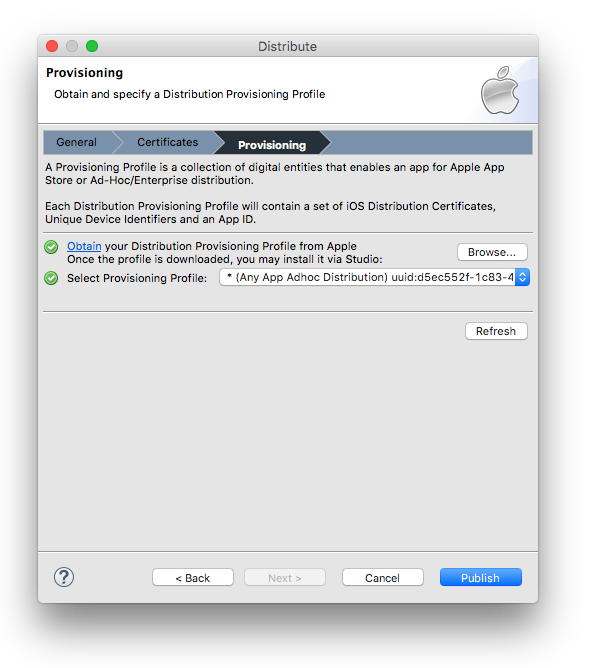 Distribute
Provisioning
Obtain and specify a Distribution Provisioning Profile
General
Certificates
Provisioning
A Provisioning Profile is a collection of digital entities that enables an app for Apple App
Store or Ad-Hoc/Enterprise distribution.
Each Distribution Provisioning Profile will contain a set of iOS Distribution Certificates,
Unique Device Identifiers and an App ID.
Obtain your Distribution Provisioning Profile from Apple
Once the profile is downloaded, you may install it via Studio:
Browse...
Select Provisioning Profile:
* (Any App Adhoc Distribution) uuid:d5ec552f-1c83-4
Refresh
?
< Back
Next >
Cancel
Publish